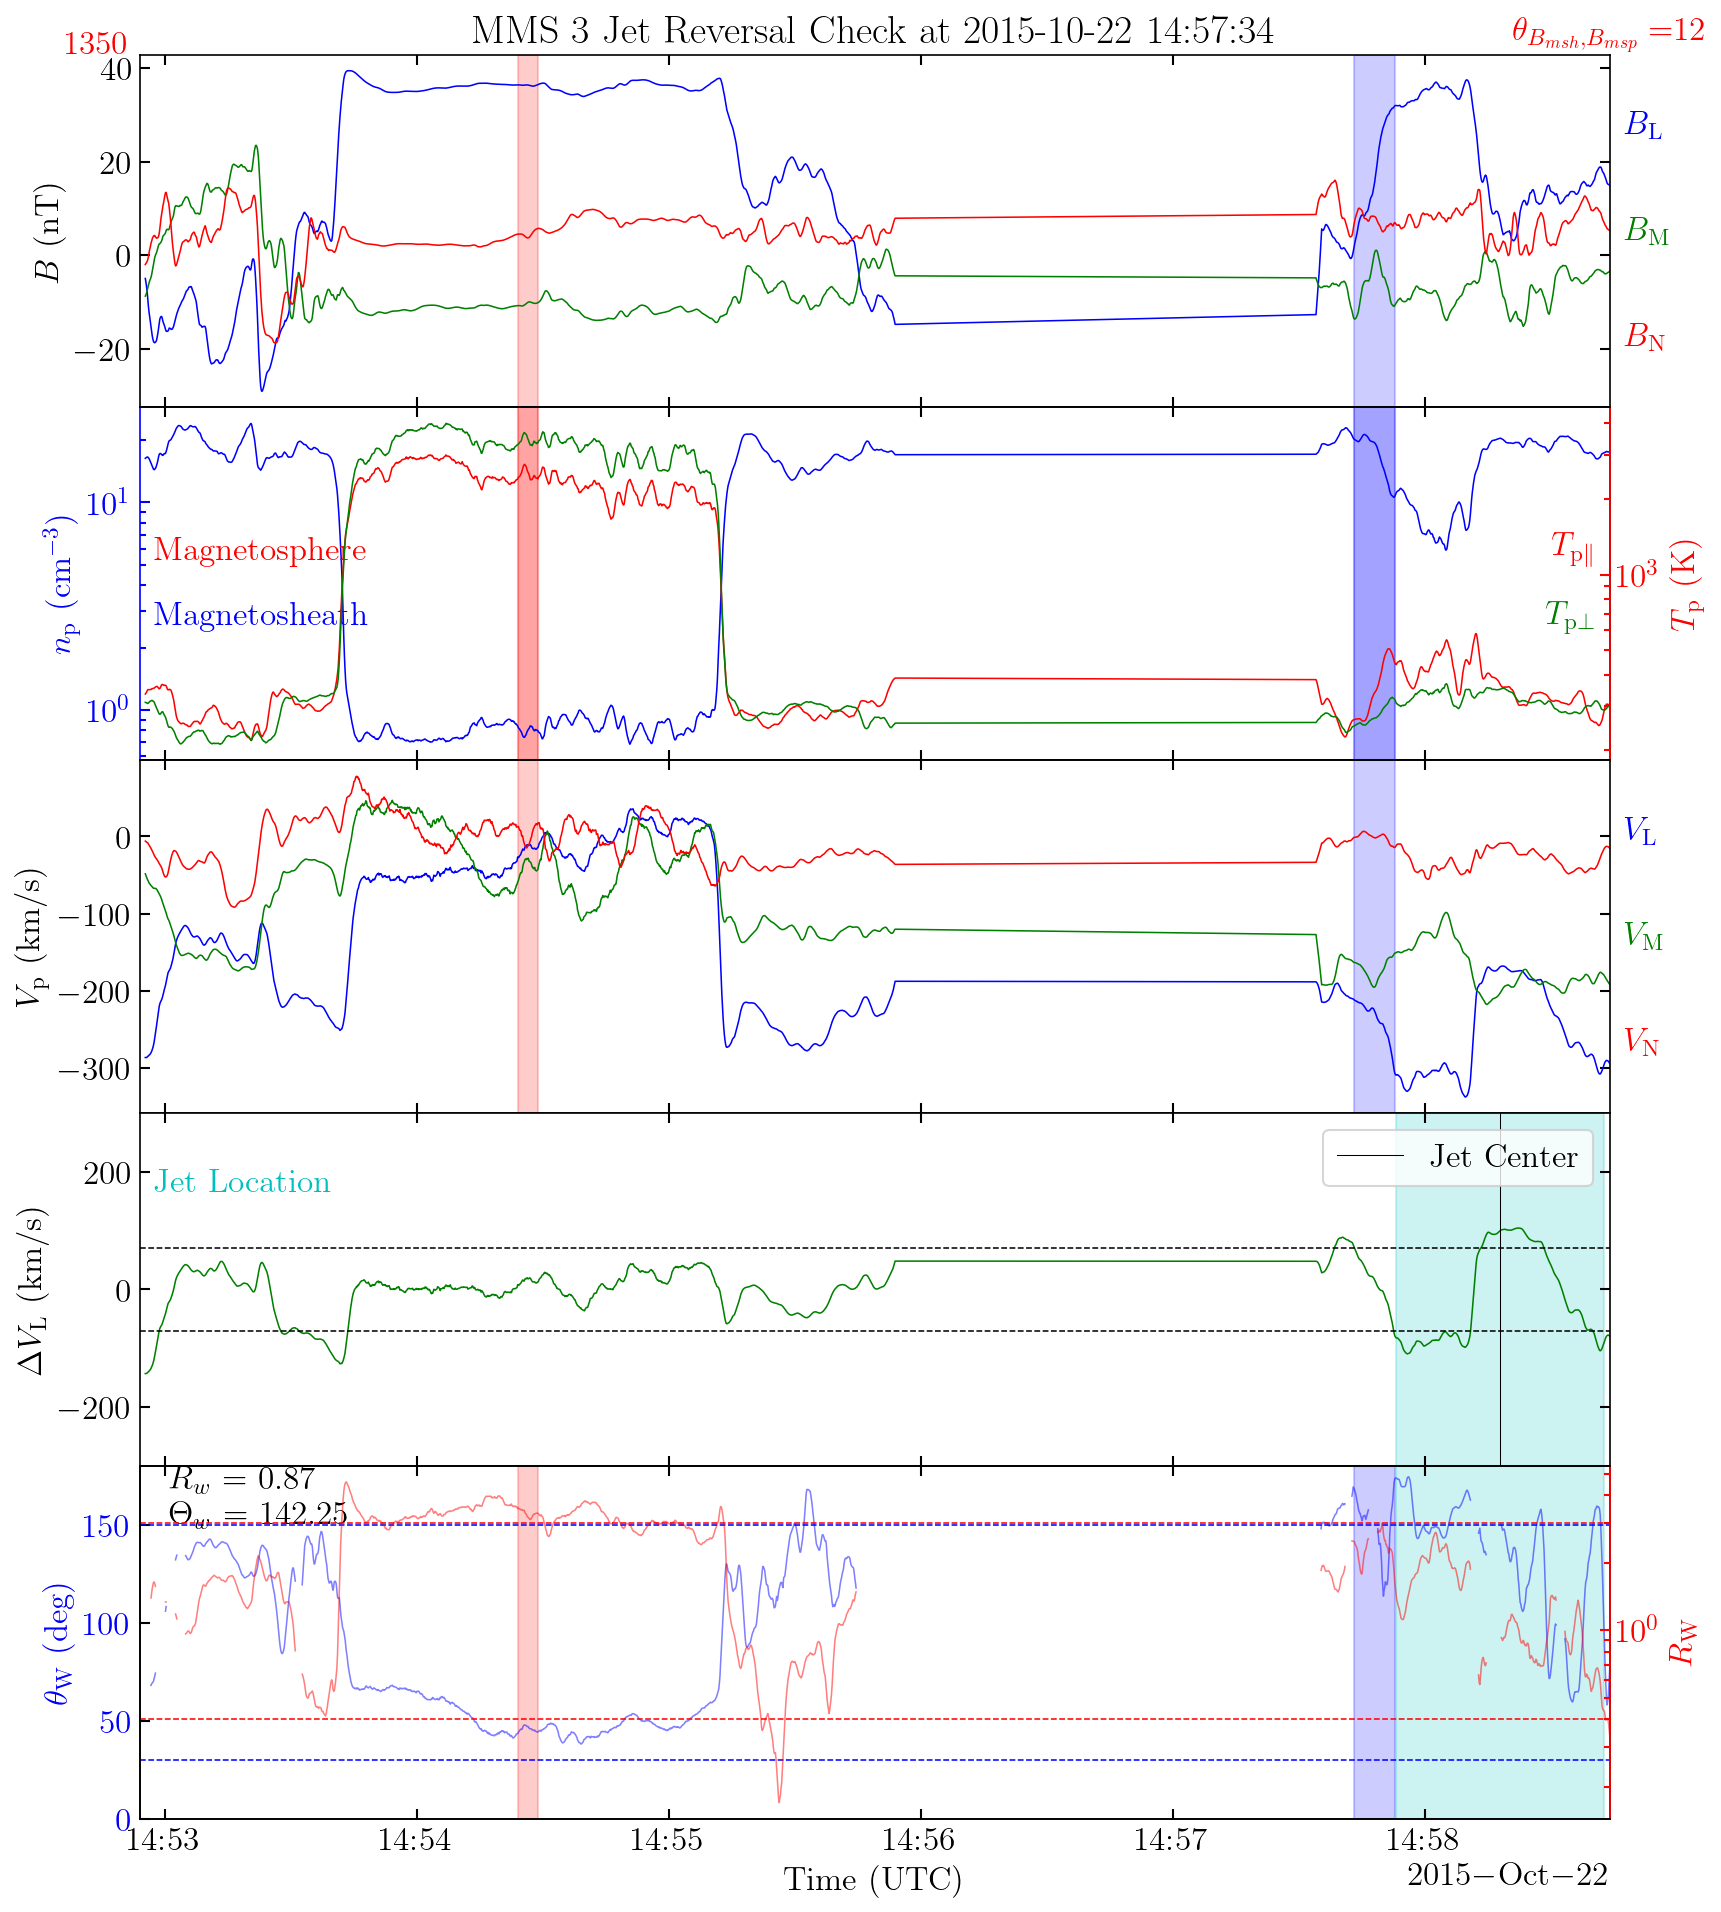 MMS 3 Jet Reversal Check at 2015-10-22 14:57:34
1350
θ_{B_{msh}, B_{msp}} =12
40
20
0
−20
B (nT)
B_L
B_M
B_N
10^1
10^0
n_p (cm^{−3})
Magnetosphere
Magnetosheath
T_{p∥}
T_{p⊥}
10^3
T_p (K)
0
−100
−200
−300
V_p (km/s)
V_L
V_M
V_N
200
0
−200
ΔV_L (km/s)
Jet Location
Jet Center
R_w = 0.87
Θ_w = 142.25
150
100
50
0
θ_W (deg)
10^0
R_W
14:53 14:54 14:55 14:56 14:57 14:58
Time (UTC)
2015−Oct−22